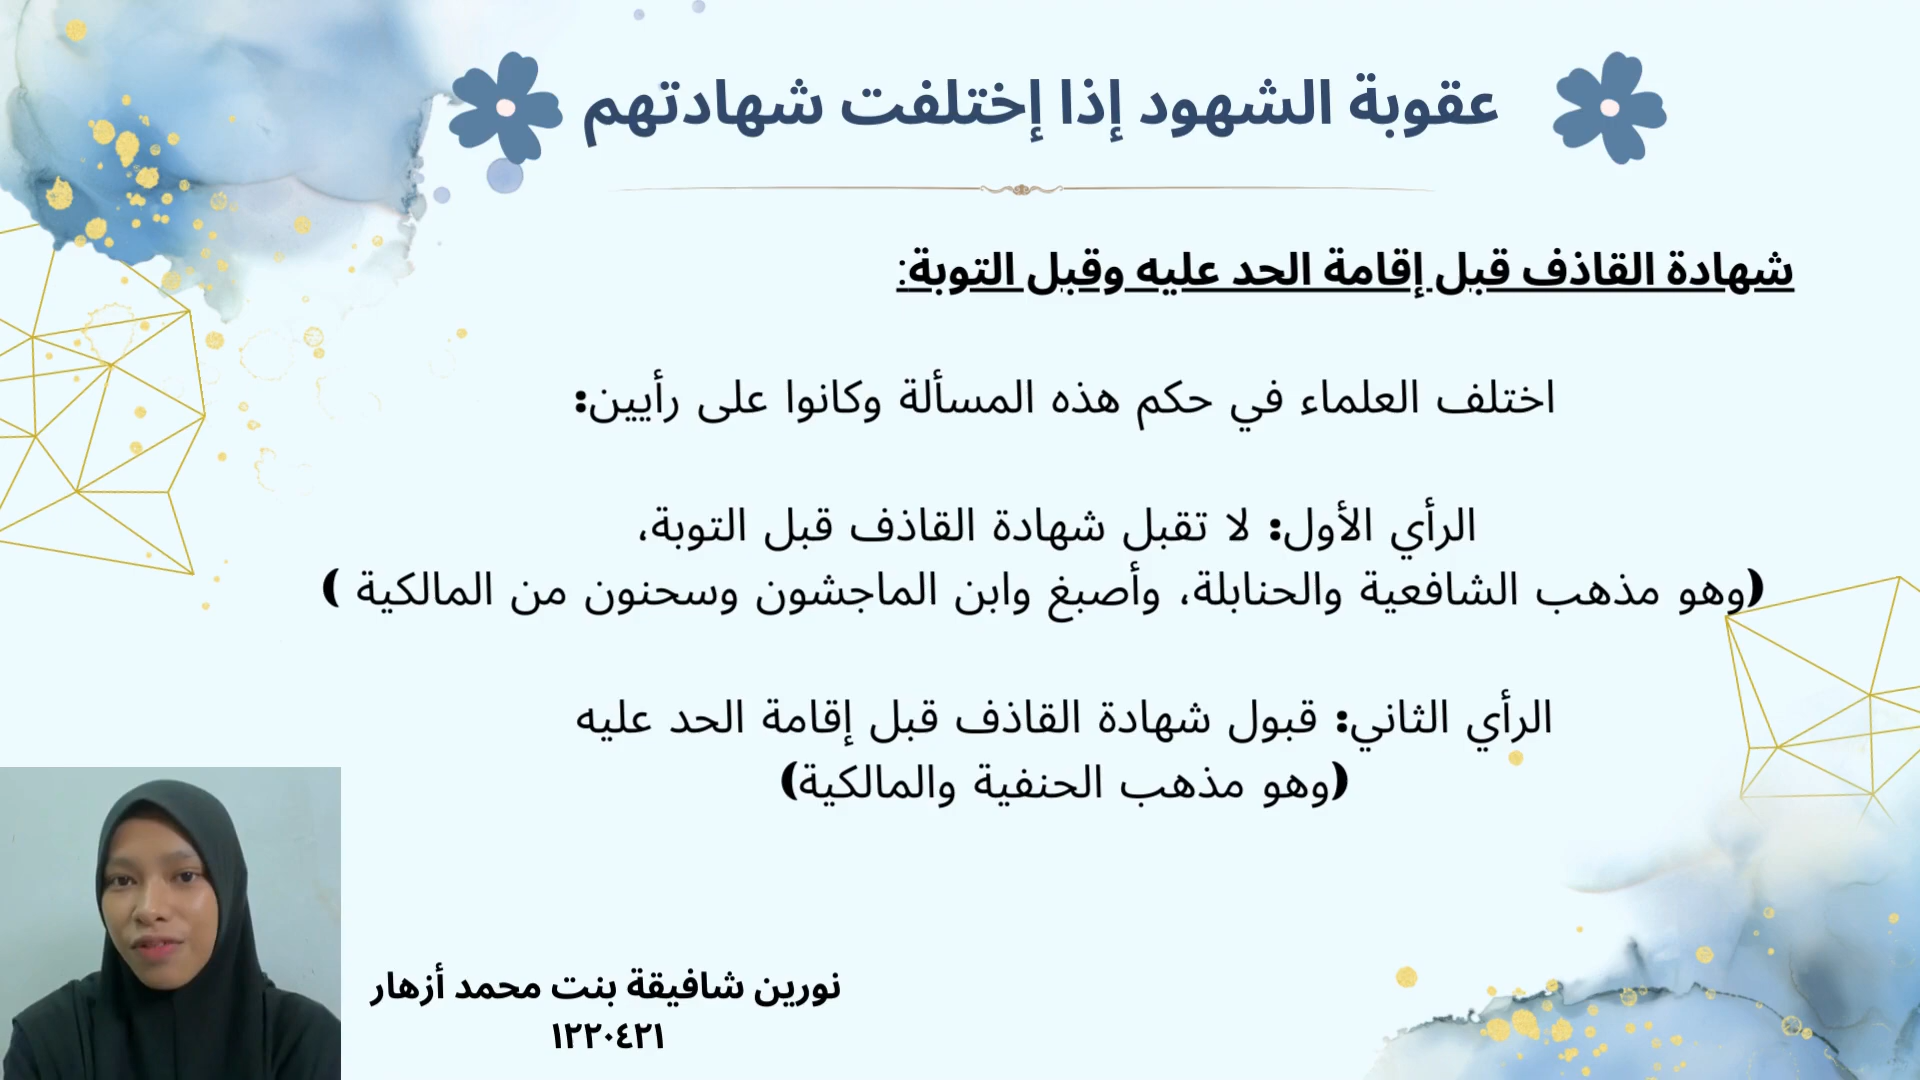 عقوبة الشهود إذا إختلفت شهادتهم
شهادة القاذف قبل إقامة الحد عليه وقبل التوبة:
اختلف العلماء في حكم هذه المسألة وكانوا على رأيين:
الرأي الأول: لا تقبل شهادة القاذف قبل التوبة،
(وهو مذهب الشافعية والحنابلة، وأصبغ وابن الماجشون وسحنون من المالكية )
الرأي الثاني: قبول شهادة القاذف قبل إقامة الحد عليه
(وهو مذهب الحنفية والمالكية)
نورين شافيقة بنت محمد أزهار
١٢٢٠٤٢١